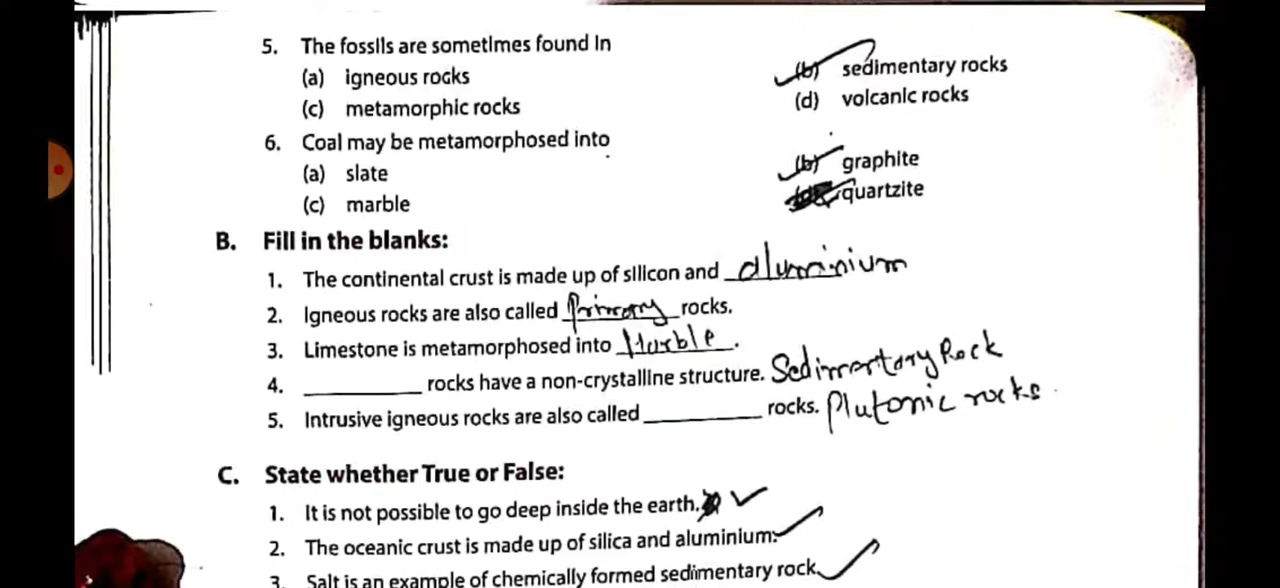 5. The fossils are sometimes found in
(a) igneous rocks (b) sedimentary rocks
(c) metamorphic rocks (d) volcanic rocks
6. Coal may be metamorphosed into
(a) slate (b) graphite
(c) marble quartzite
B. Fill in the blanks:
1. The continental crust is made up of silicon and aluminium
2. Igneous rocks are also called Primary rocks.
3. Limestone is metamorphosed into Marble.
4. __________ rocks have a non-crystalline structure. Sedimentory Rock
5. Intrusive igneous rocks are also called __________ rocks. Plutonic rocks
C. State whether True or False:
1. It is not possible to go deep inside the earth. ✓
2. The oceanic crust is made up of silica and aluminium. ✓
3. Salt is an example of chemically formed sedimentary rock. ✓